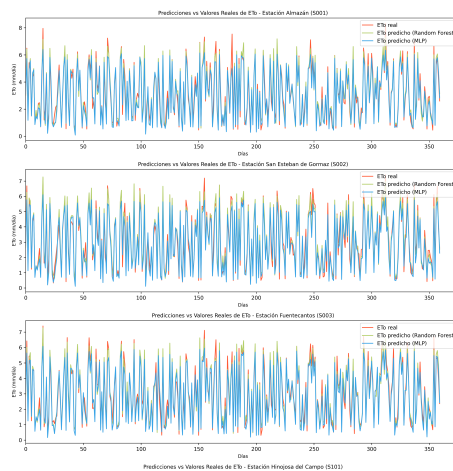 Predicciones vs Valores Reales de ETo - Estación Almazán (S001)
ETo real
ETo predicho (Random Forest)
ETo predicho (MLP)
ETo (mm/día)
8
6
4
2
0
0 50 100 150 200 250 300 350
Días
Predicciones vs Valores Reales de ETo - Estación San Esteban de Gormaz (S002)
ETo real
ETo predicho (Random Forest)
ETo predicho (MLP)
ETo (mm/día)
7
6
5
4
3
2
1
0
0 50 100 150 200 250 300 350
Días
Predicciones vs Valores Reales de ETo - Estación Fuentecantos (S003)
ETo real
ETo predicho (Random Forest)
ETo predicho (MLP)
ETo (mm/día)
7
6
5
4
3
2
1
0
0 50 100 150 200 250 300 350
Días
Predicciones vs Valores Reales de ETo - Estación Hinojosa del Campo (S101)